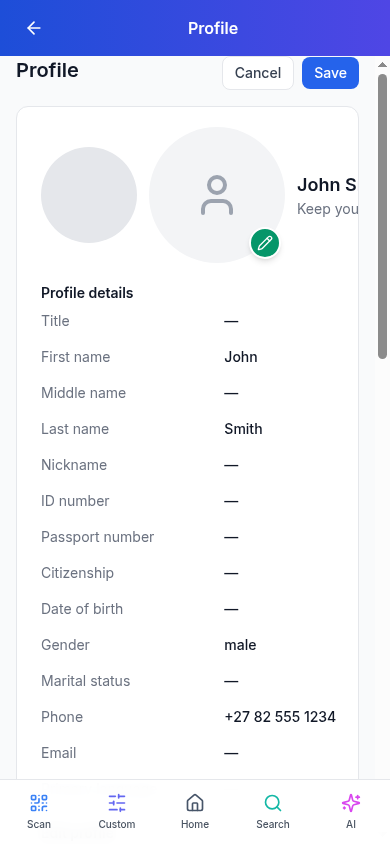 Profile
Profile
Cancel
Save
John S
Keep you
Profile details
Title —
First name John
Middle name —
Last name Smith
Nickname —
ID number —
Passport number —
Citizenship —
Date of birth —
Gender male
Marital status —
Phone +27 82 555 1234
Email —
Scan Custom Home Search AI